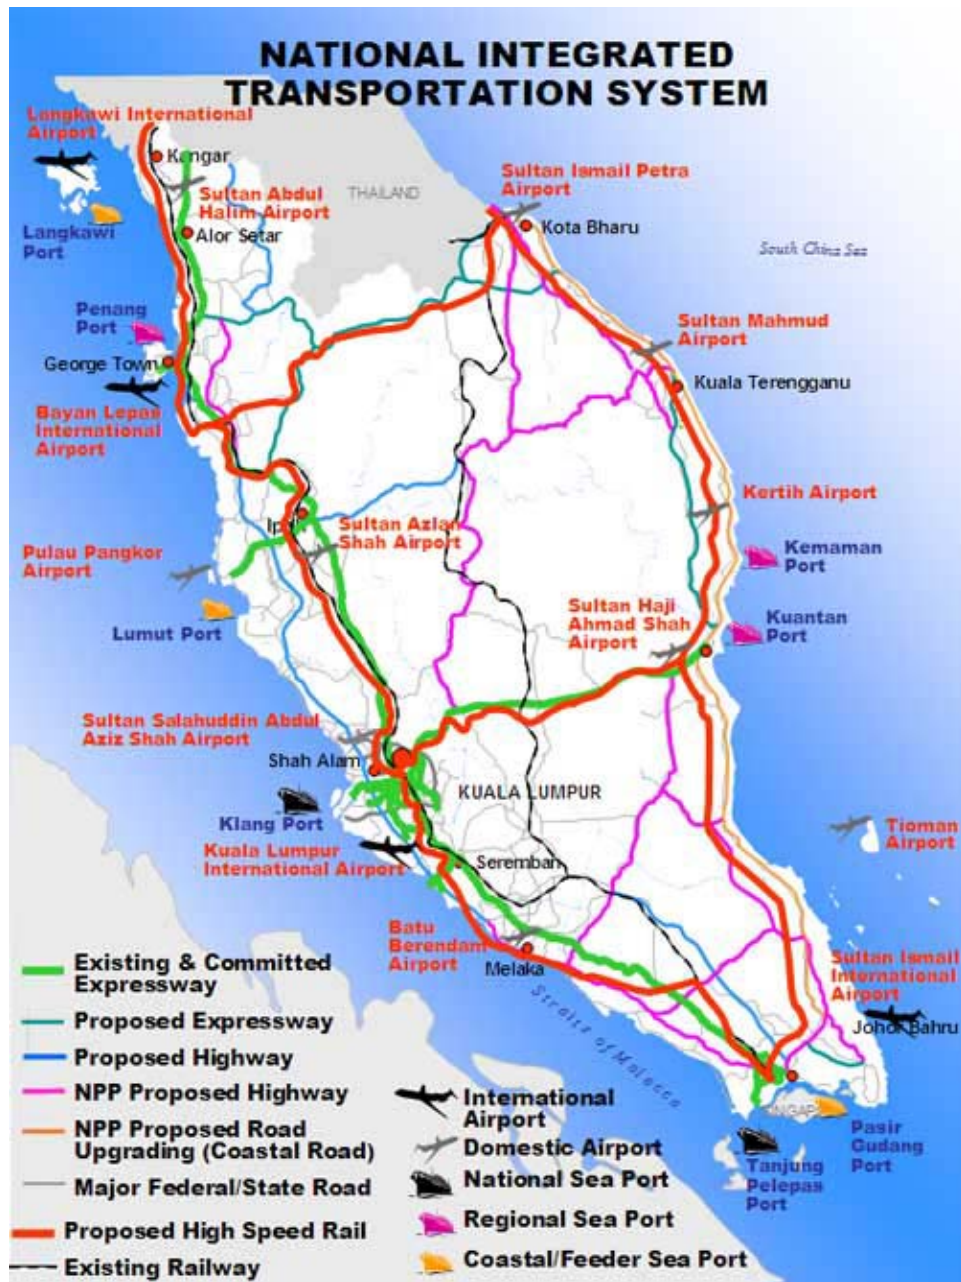 NATIONAL INTEGRATED
TRANSPORTATION SYSTEM
Langkawi International
Airport
Kangar
Sultan Abdul
Halim Airport
Alor Setar
Langkawi
Port
THAILAND
Sultan Ismail Petra
Airport
Kota Bharu
South China Sea
Penang
Port
George Town
Bayan Lepas
International
Airport
Sultan Mahmud
Airport
Kuala Terengganu
Kertih Airport
Sultan Azlan
Shah Airport
Pulau Pangkor
Airport
Lumut Port
Kemaman
Port
Sultan Haji
Ahmad Shah
Airport
Kuantan
Port
Sultan Salahuddin Abdul
Aziz Shah Airport
Shah Alam
KUALA LUMPUR
Klang Port
Kuala Lumpur
International Airport
Seremban
Tioman
Airport
Batu
Berendam
Airport
Melaka
Straits of Malacca
Sultan Ismail
International
Airport
Johor Bahru
Pasir
Gudang
Port
Tanjung
Pelepas
Port
Existing & Committed
Expressway
Proposed Expressway
Proposed Highway
NPP Proposed Highway
NPP Proposed Road
Upgrading (Coastal Road)
Major Federal/State Road
Proposed High Speed Rail
Existing Railway
International
Airport
Domestic Airport
National Sea Port
Regional Sea Port
Coastal/Feeder Sea Port